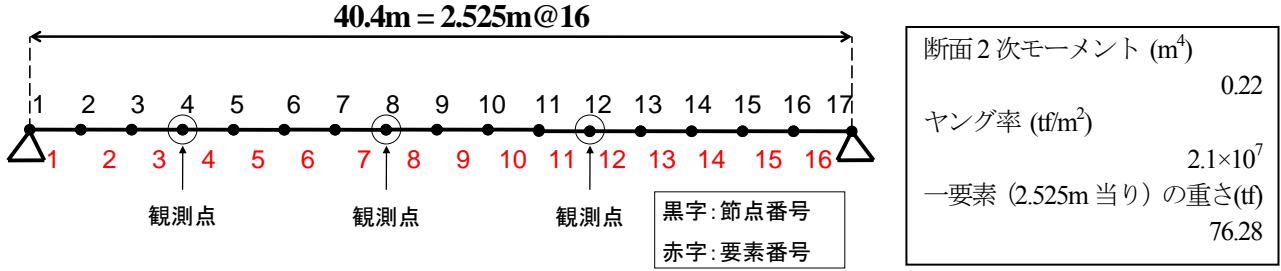 40.4m = 2.525m@16
1 2 3 4 5 6 7 8 9 10 11 12 13 14 15 16 17
1 2 3 4 5 6 7 8 9 10 11 12 13 14 15 16
観測点 観測点 観測点
黒字:節点番号
赤字:要素番号
断面2次モーメント (m⁴)
0.22
ヤング率 (tf/m²)
2.1×10⁷
一要素（2.525m 当り）の重さ(tf)
76.28